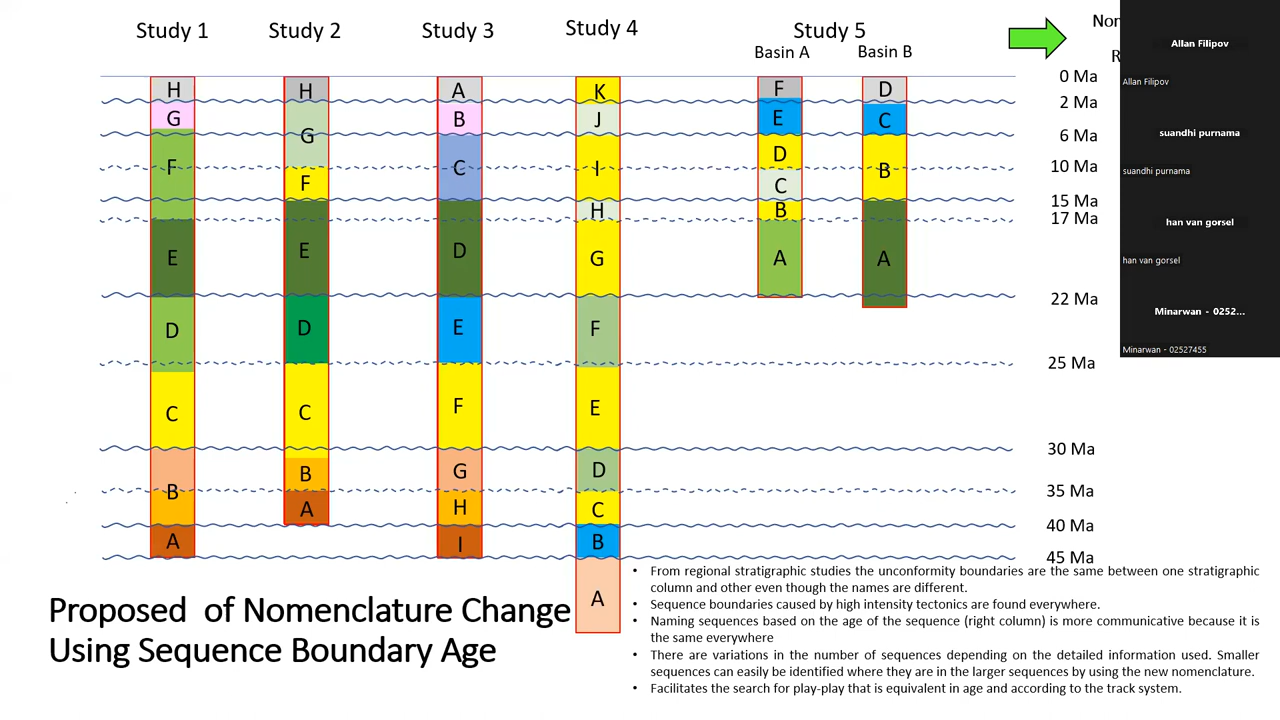 Study 1
Study 2
Study 3
Study 4
Study 5
Basin A
Basin B
H
G
F
E
D
C
B
A
H
G
F
E
D
C
B
A
A
B
C
D
E
F
G
H
I
K
J
I
H
G
F
E
D
C
B
A
F
E
D
C
B
A
D
C
B
A
0 Ma
2 Ma
6 Ma
10 Ma
15 Ma
17 Ma
22 Ma
25 Ma
30 Ma
35 Ma
40 Ma
45 Ma
Allan Filipov
Allan Filipov
suandhi purnama
suandhi purnama
han van gorsel
han van gorsel
Minarwan - 0252...
Minarwan - 02527455
Proposed of Nomenclature Change
Using Sequence Boundary Age
• From regional stratigraphic studies the unconformity boundaries are the same between one stratigraphic
column and other even though the names are different.
• Sequence boundaries caused by high intensity tectonics are found everywhere.
• Naming sequences based on the age of the sequence (right column) is more communicative because it is
the same everywhere
• There are variations in the number of sequences depending on the detailed information used. Smaller
sequences can easily be identified where they are in the larger sequences by using the new nomenclature.
• Facilitates the search for play-play that is equivalent in age and according to the track system.